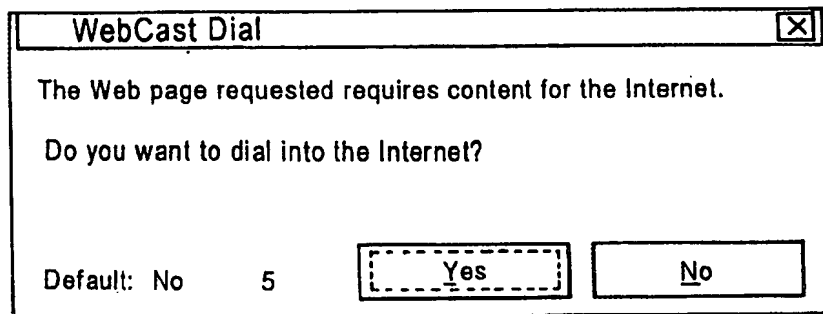 WebCast Dial
The Web page requested requires content for the Internet.
Do you want to dial into the Internet?
Default: No 5 Yes No